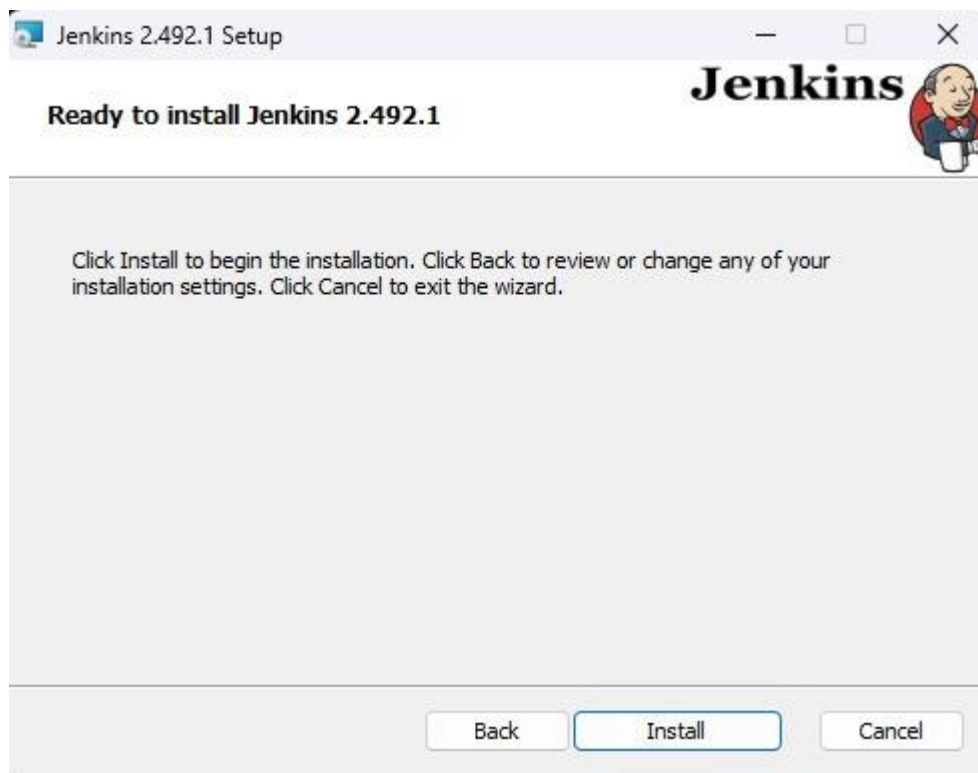 Jenkins 2.492.1 Setup
Jenkins
Ready to install Jenkins 2.492.1
Click Install to begin the installation. Click Back to review or change any of your
installation settings. Click Cancel to exit the wizard.
Back Install Cancel